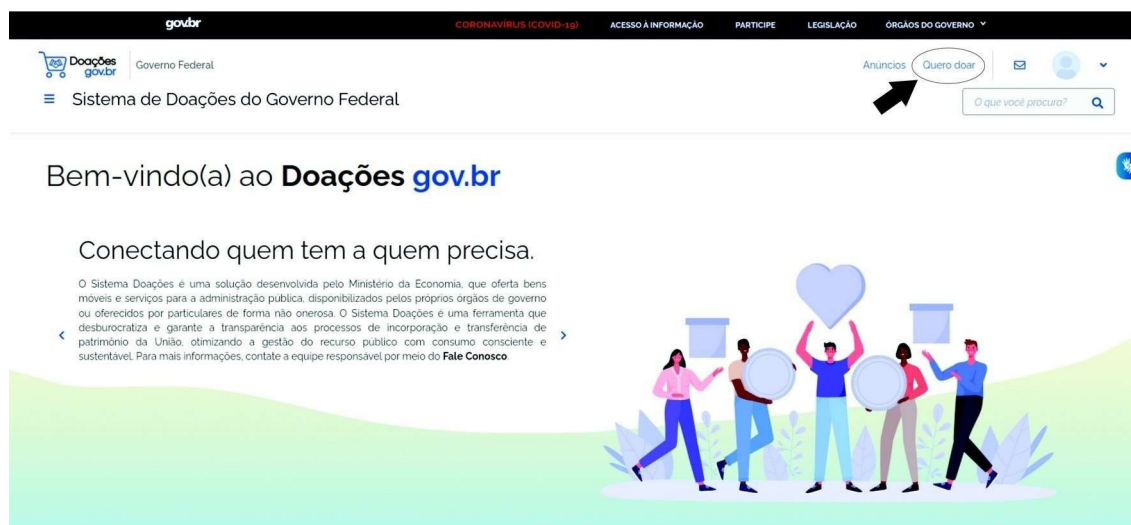 gov.br CORONAVÍRUS (COVID-19) ACESSO À INFORMAÇÃO PARTICIPE LEGISLAÇÃO ÓRGÃOS DO GOVERNO
Doações gov.br Governo Federal Anúncios Quero doar
Sistema de Doações do Governo Federal O que você procura?
Bem-vindo(a) ao Doações gov.br
Conectando quem tem a quem precisa.
O Sistema Doações é uma solução desenvolvida pelo Ministério da Economia, que oferta bens
móveis e serviços para a administração pública, disponibilizados pelos próprios órgãos de governo
ou oferecidos por particulares de forma não onerosa. O Sistema Doações é uma ferramenta que
desburocratiza e garante a transparência aos processos de incorporação e transferência de
patrimônio da União, otimizando a gestão do recurso público com consumo consciente e
sustentável. Para mais informações, contate a equipe responsável por meio do Fale Conosco